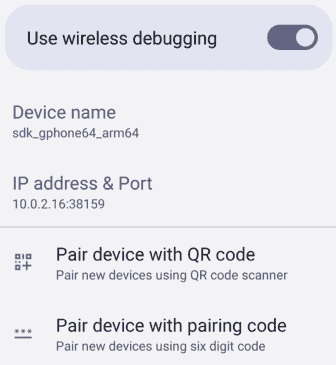 Use wireless debugging
Device name
sdk_gphone64_arm64
IP address & Port
10.0.2.16:38159
Pair device with QR code
Pair new devices using QR code scanner
Pair device with pairing code
Pair new devices using six digit code